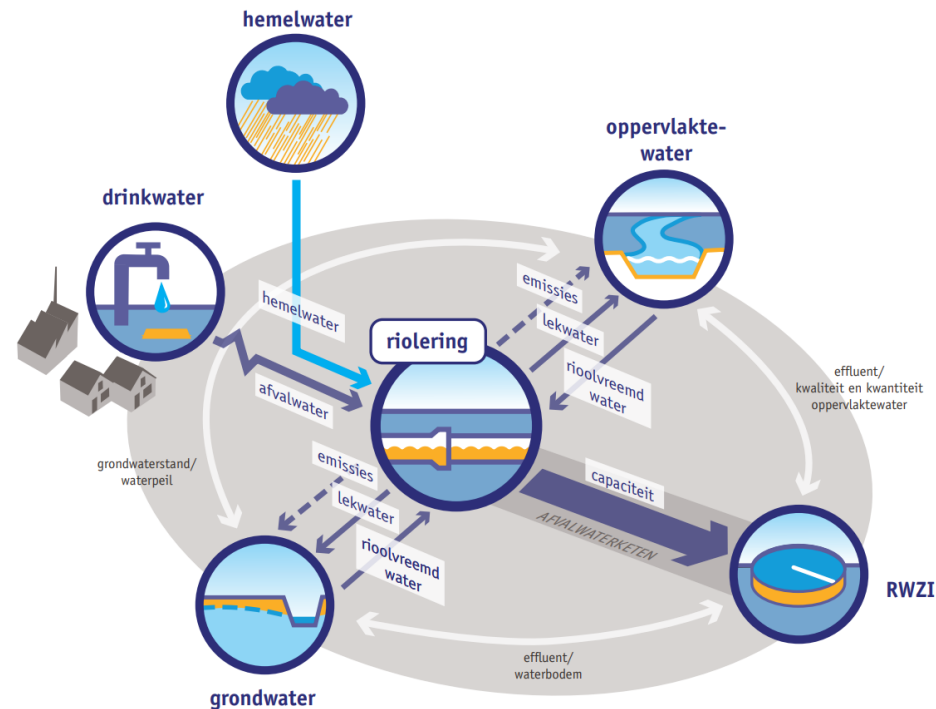 hemelwater
oppervlakte-
water
drinkwater
emissies
hemelwater
lekwater
riolering
rioolvreemd
water
effluent/
kwaliteit en kwantiteit
oppervlaktewater
afvalwater
grondwaterstand/
waterpeil
emissies
lekwater
rioolvreemd
water
capaciteit
AFVALWATERKETEN
RWZI
effluent/
waterbodem
grondwater